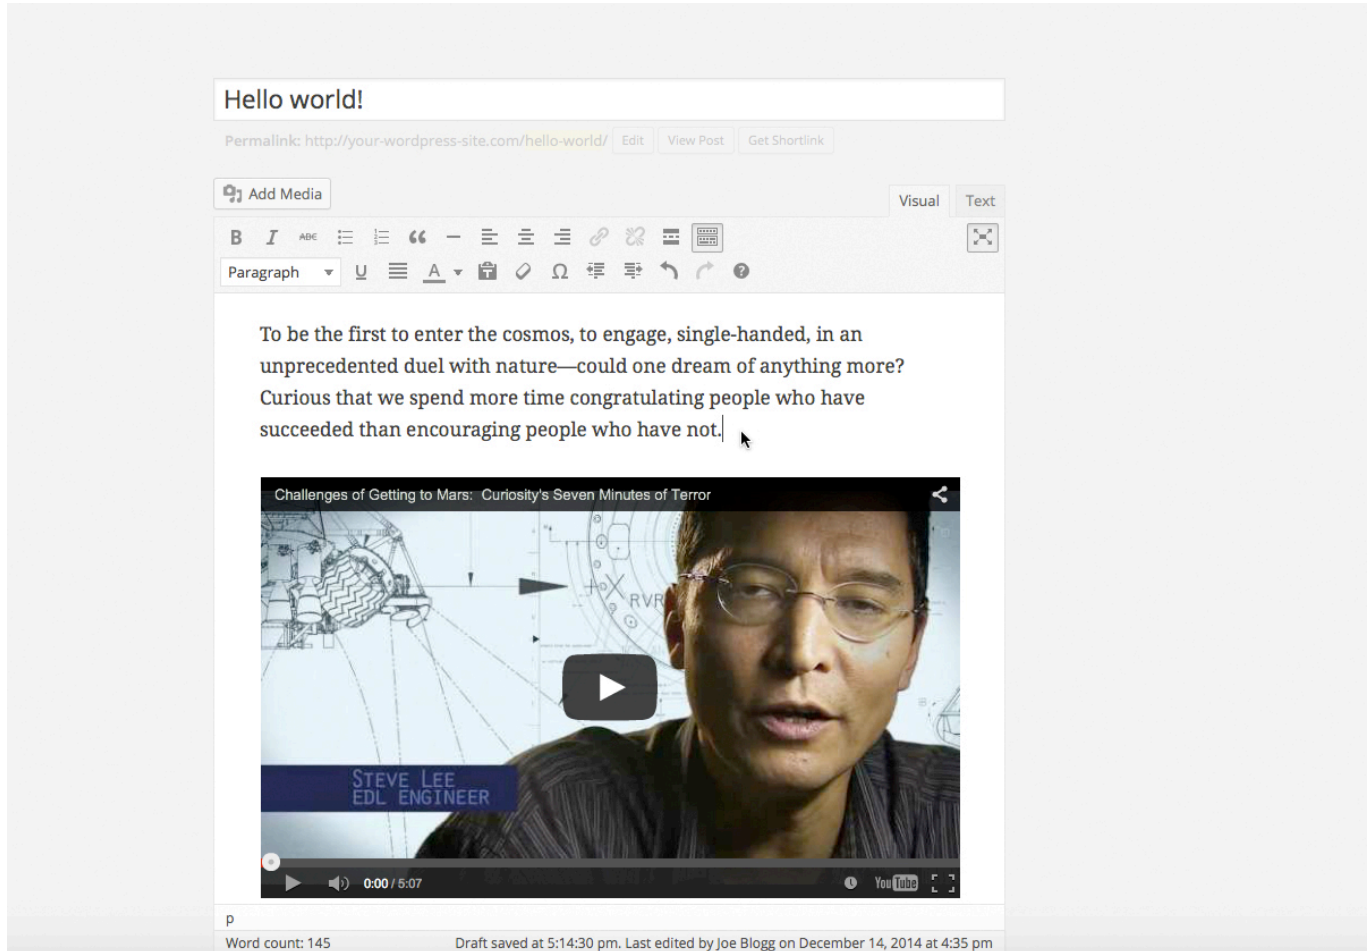 Hello world!
Permalink: http://your-wordpress-site.com/hello-world/ Edit View Post Get Shortlink
Add Media
Visual Text
B I ABC
Paragraph U A Ω ?
To be the first to enter the cosmos, to engage, single-handed, in an
unprecedented duel with nature—could one dream of anything more?
Curious that we spend more time congratulating people who have
succeeded than encouraging people who have not.
Challenges of Getting to Mars: Curiosity's Seven Minutes of Terror
RVR
STEVE LEE
EDL ENGINEER
0:00 / 5:07 YouTube
p
Word count: 145 Draft saved at 5:14:30 pm. Last edited by Joe Blogg on December 14, 2014 at 4:35 pm